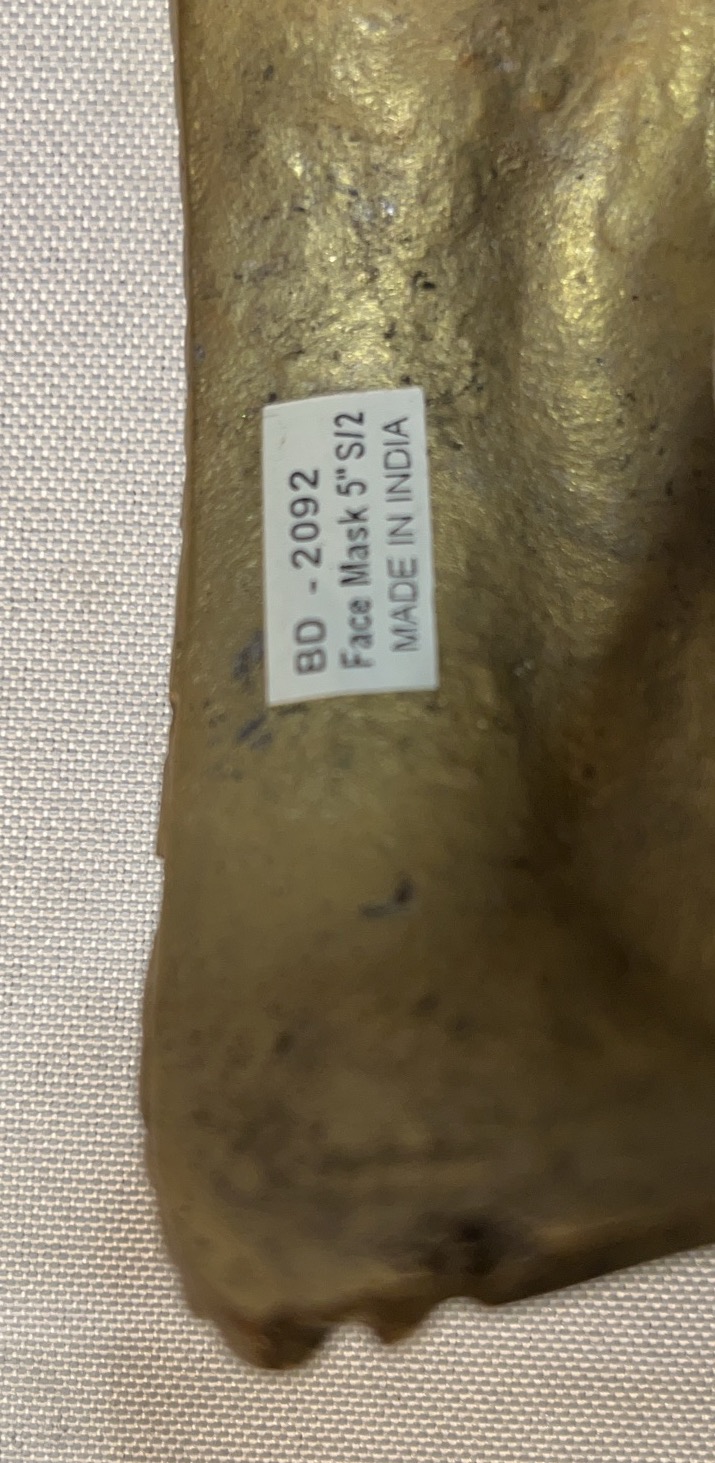 BD - 2092
Face Mask 5" S/2
MADE IN INDIA